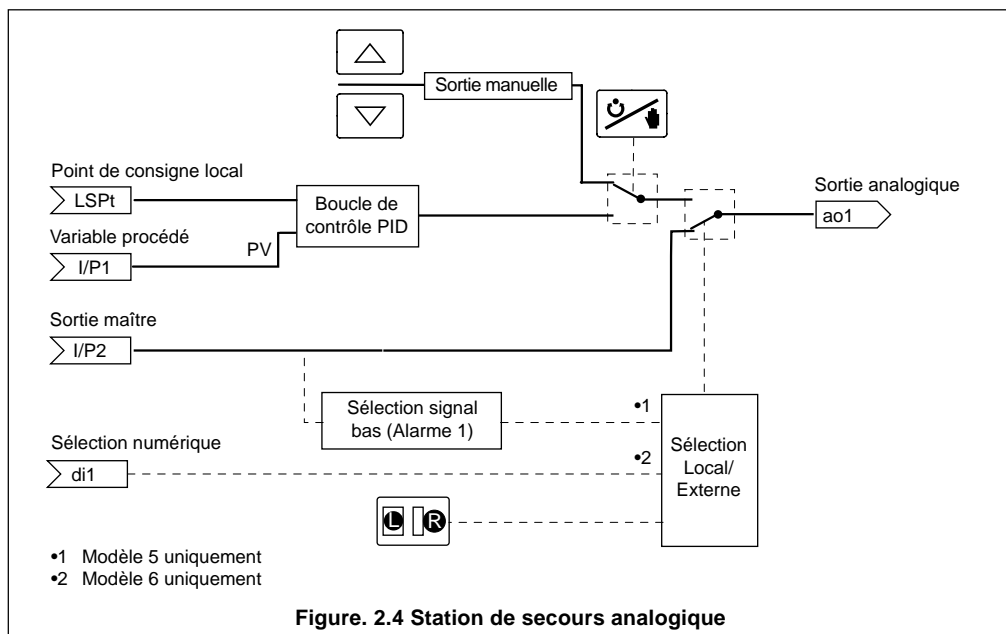 Sortie manuelle
Point de consigne local
LSPt
Boucle de
contrôle PID
Sortie analogique
ao1
Variable procédé
PV
I/P1
Sortie maître
I/P2
Sélection signal
bas (Alarme 1)
•1
Sélection numérique
di1
•2
Sélection
Local/
Externe
L R
•1 Modèle 5 uniquement
•2 Modèle 6 uniquement
Figure. 2.4 Station de secours analogique